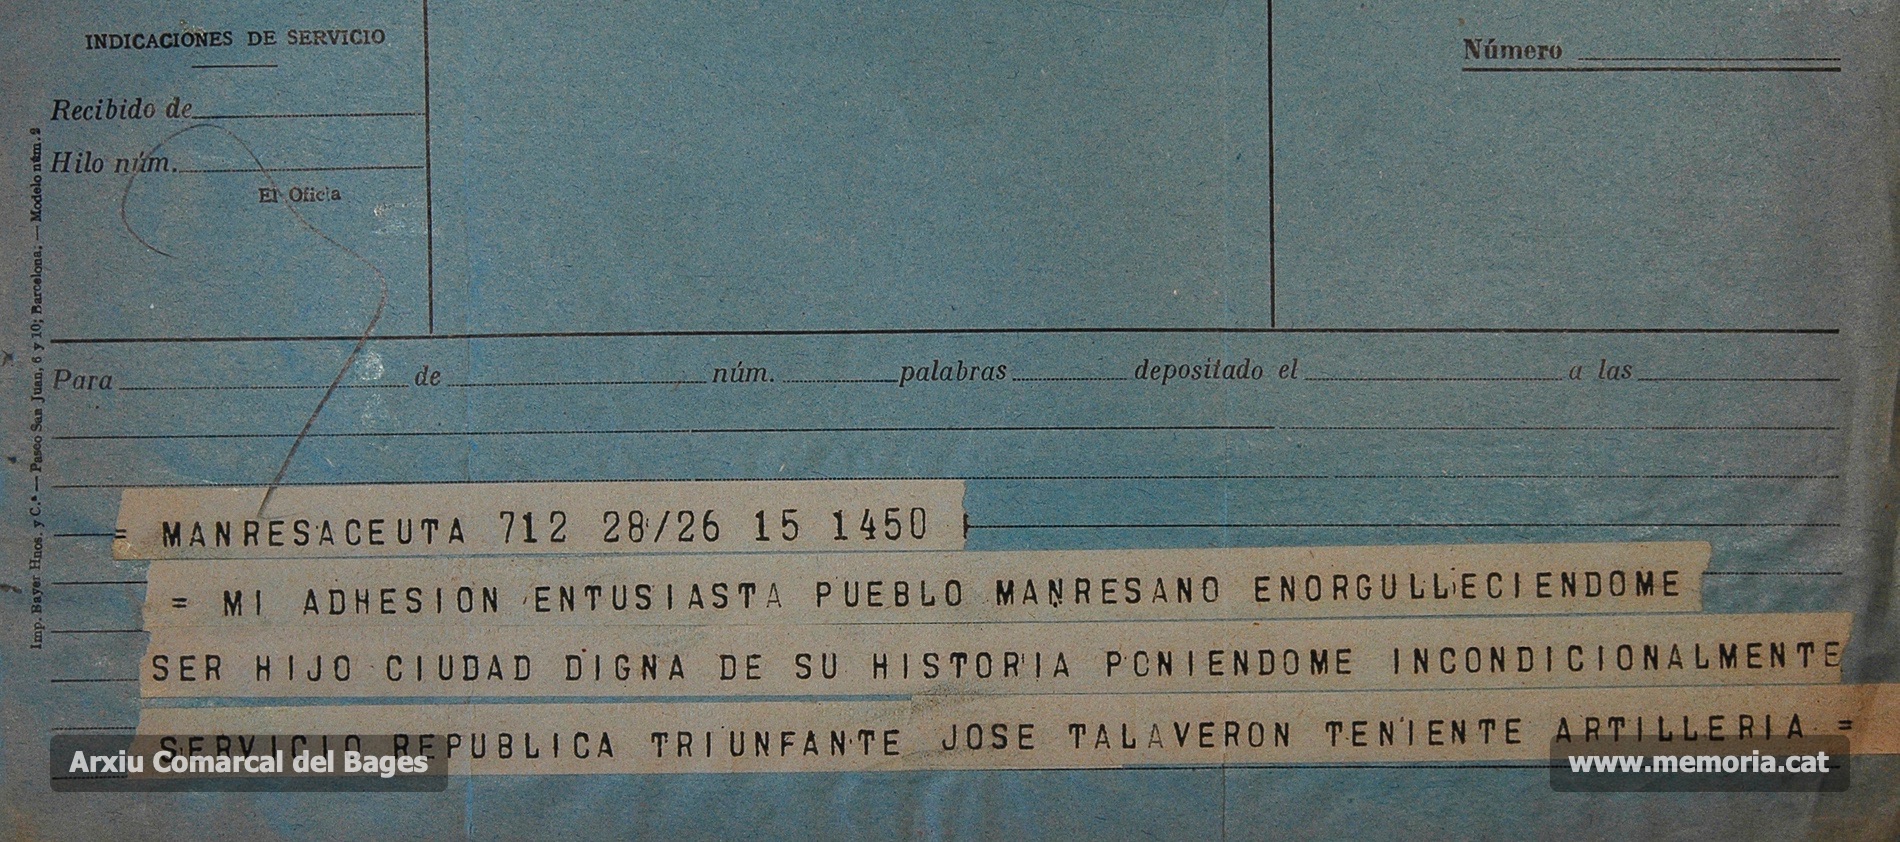 INDICACIONES DE SERVICIO
Recibido de
Hilo núm.
El Oficia
Número
Imp. Bayer Hnos. y C.ª — Paseo San Juan, 6 y 10; Barcelona; — Modelo núm. 2
Para de núm. palabras depositado el a las
= MANRESACEUTA 712 28/26 15 1450
= MI ADHESION ENTUSIASTA PUEBLO MANRESANO ENORGULLECIENDOME
SER HIJO CIUDAD DIGNA DE SU HISTORIA PONIENDOME INCONDICIONALMENTE
SERVICIO REPUBLICA TRIUNFANTE JOSE TALAVERON TENIENTE ARTILLERIA =
Arxiu Comarcal del Bages
www.memoria.cat